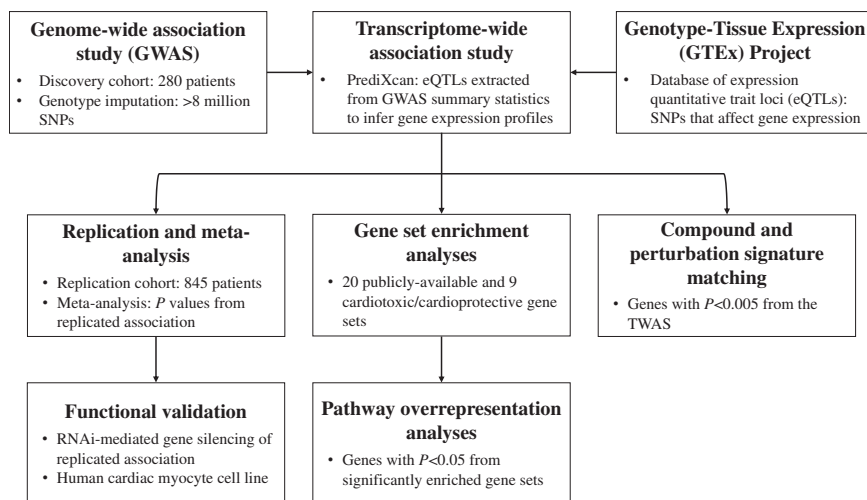 Genome-wide association
study (GWAS)
• Discovery cohort: 280 patients
• Genotype imputation: >8 million
SNPs
Transcriptome-wide
association study
• PrediXcan: eQTLs extracted
from GWAS summary statistics
to infer gene expression profiles
Genotype-Tissue Expression
(GTEx) Project
• Database of expression
quantitative trait loci (eQTLs):
SNPs that affect gene expression
Replication and meta-
analysis
• Replication cohort: 845 patients
• Meta-analysis: P values from
replicated association
Gene set enrichment
analyses
• 20 publicly-available and 9
cardiotoxic/cardioprotective gene
sets
Compound and
perturbation signature
matching
• Genes with P<0.005 from the
TWAS
Functional validation
• RNAi-mediated gene silencing of
replicated association
• Human cardiac myocyte cell line
Pathway overrepresentation
analyses
• Genes with P<0.05 from
significantly enriched gene sets